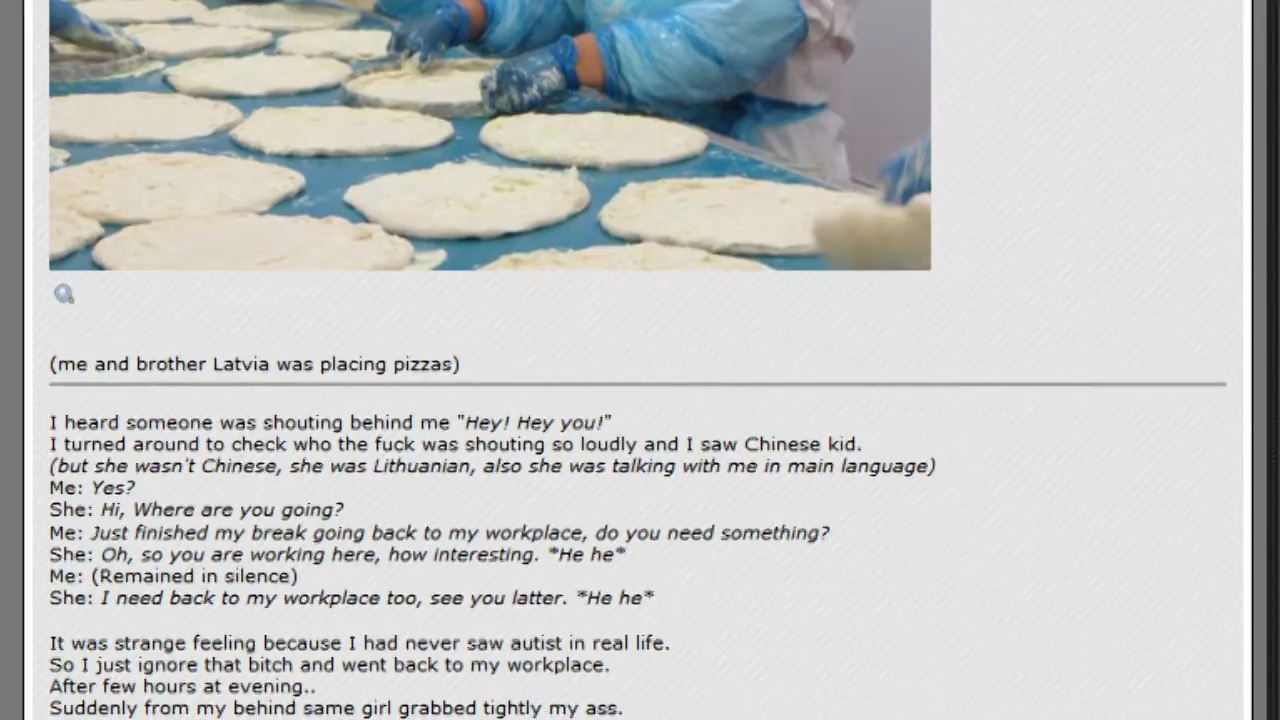 (me and brother Latvia was placing pizzas)
I heard someone was shouting behind me "Hey! Hey you!"
I turned around to check who the fuck was shouting so loudly and I saw Chinese kid.
(but she wasn't Chinese, she was Lithuanian, also she was talking with me in main language)
Me: Yes?
She: Hi, Where are you going?
Me: Just finished my break going back to my workplace, do you need something?
She: Oh, so you are working here, how interesting. *He he*
Me: (Remained in silence)
She: I need back to my workplace too, see you latter. *He he*
It was strange feeling because I had never saw autist in real life.
So I just ignore that bitch and went back to my workplace.
After few hours at evening..
Suddenly from my behind same girl grabbed tightly my ass.